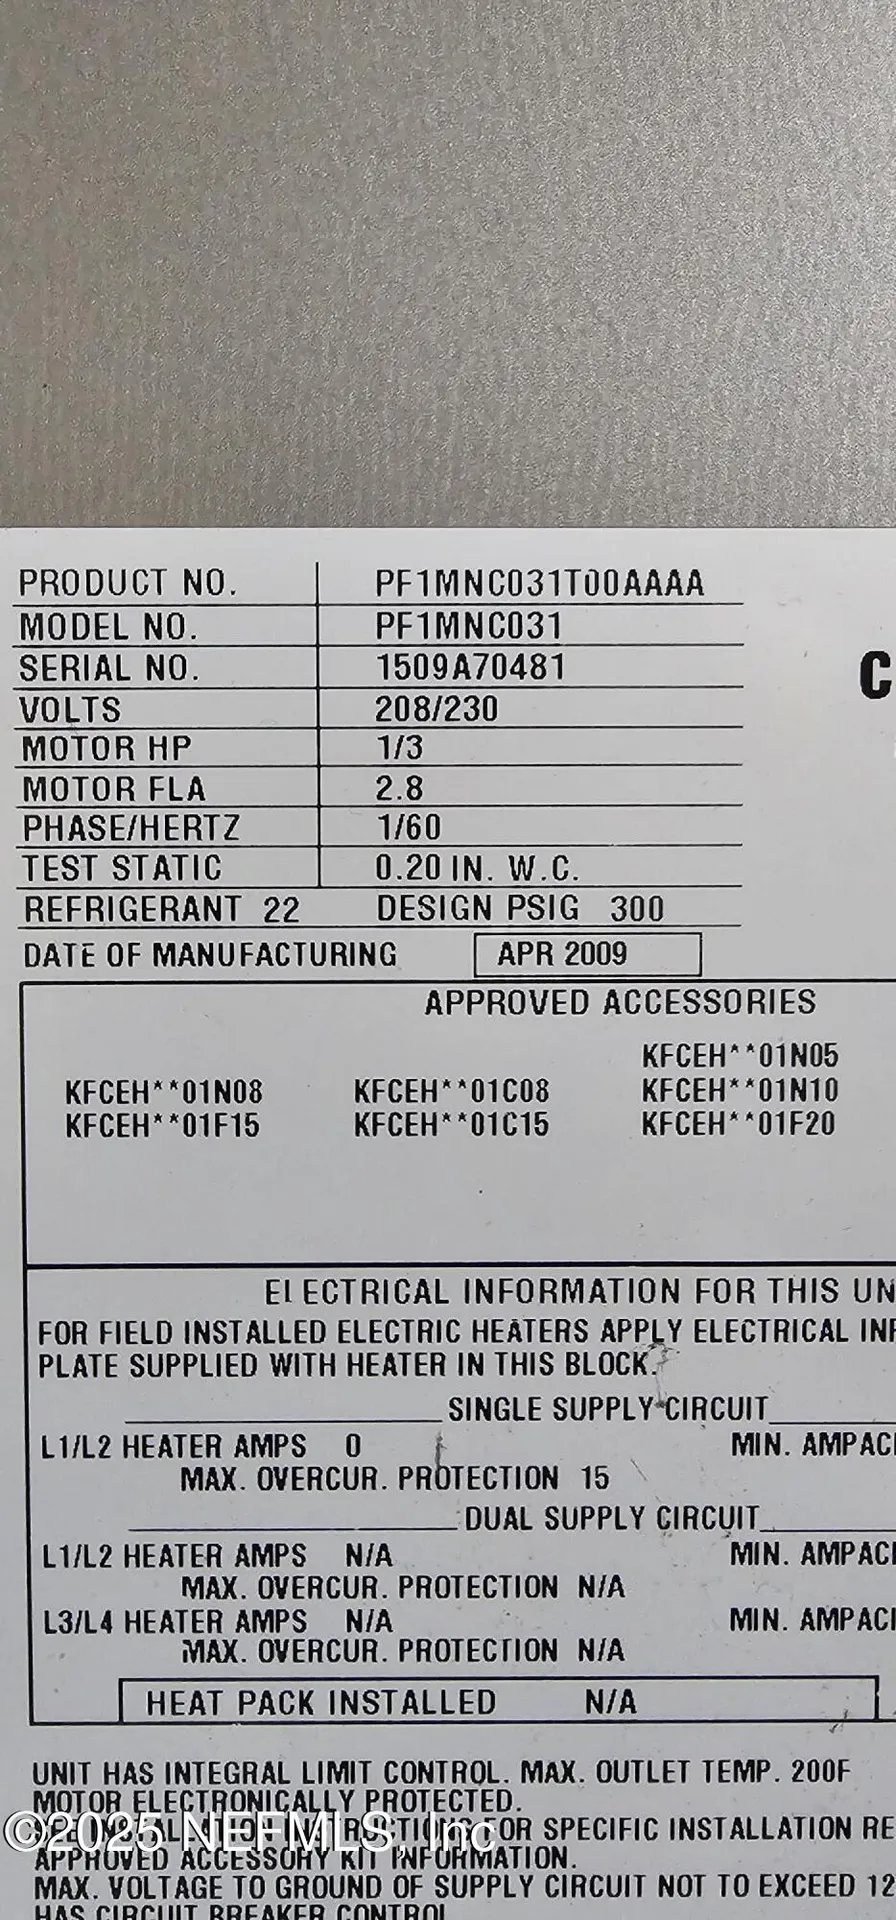 PRODUCT NO. PF1MNC031T00AAAA
MODEL NO. PF1MNC031
C
SERIAL NO. 1509A70481
VOLTS 208/230
MOTOR HP 1/3
MOTOR FLA 2.8
PHASE/HERTZ 1/60
TEST STATIC 0.20 IN. W.C.
REFRIGERANT 22 DESIGN PSIG 300
DATE OF MANUFACTURING APR 2009
APPROVED ACCESSORIES
KFCEH**01N05
KFCEH**01N08 KFCEH**01C08 KFCEH**01N10
KFCEH**01F15 KFCEH**01C15 KFCEH**01F20
ELECTRICAL INFORMATION FOR THIS UN
FOR FIELD INSTALLED ELECTRIC HEATERS APPLY ELECTRICAL INF
PLATE SUPPLIED WITH HEATER IN THIS BLOCK.
SINGLE SUPPLY CIRCUIT
L1/L2 HEATER AMPS 0 MIN. AMPACI
MAX. OVERCUR. PROTECTION 15
DUAL SUPPLY CIRCUIT
L1/L2 HEATER AMPS N/A MIN. AMPACI
MAX. OVERCUR. PROTECTION N/A
L3/L4 HEATER AMPS N/A MIN. AMPACI
MAX. OVERCUR. PROTECTION N/A
HEAT PACK INSTALLED N/A
UNIT HAS INTEGRAL LIMIT CONTROL. MAX. OUTLET TEMP. 200F
MOTOR ELECTRONICALLY PROTECTED.
SEE INSTALLATION INSTRUCTIONS FOR SPECIFIC INSTALLATION RE
©2025 NEFMLS, Inc
APPROVED ACCESSORY KIT INFORMATION.
MAX. VOLTAGE TO GROUND OF SUPPLY CIRCUIT NOT TO EXCEED 12
HAS CIRCUIT BREAKER CONTROL